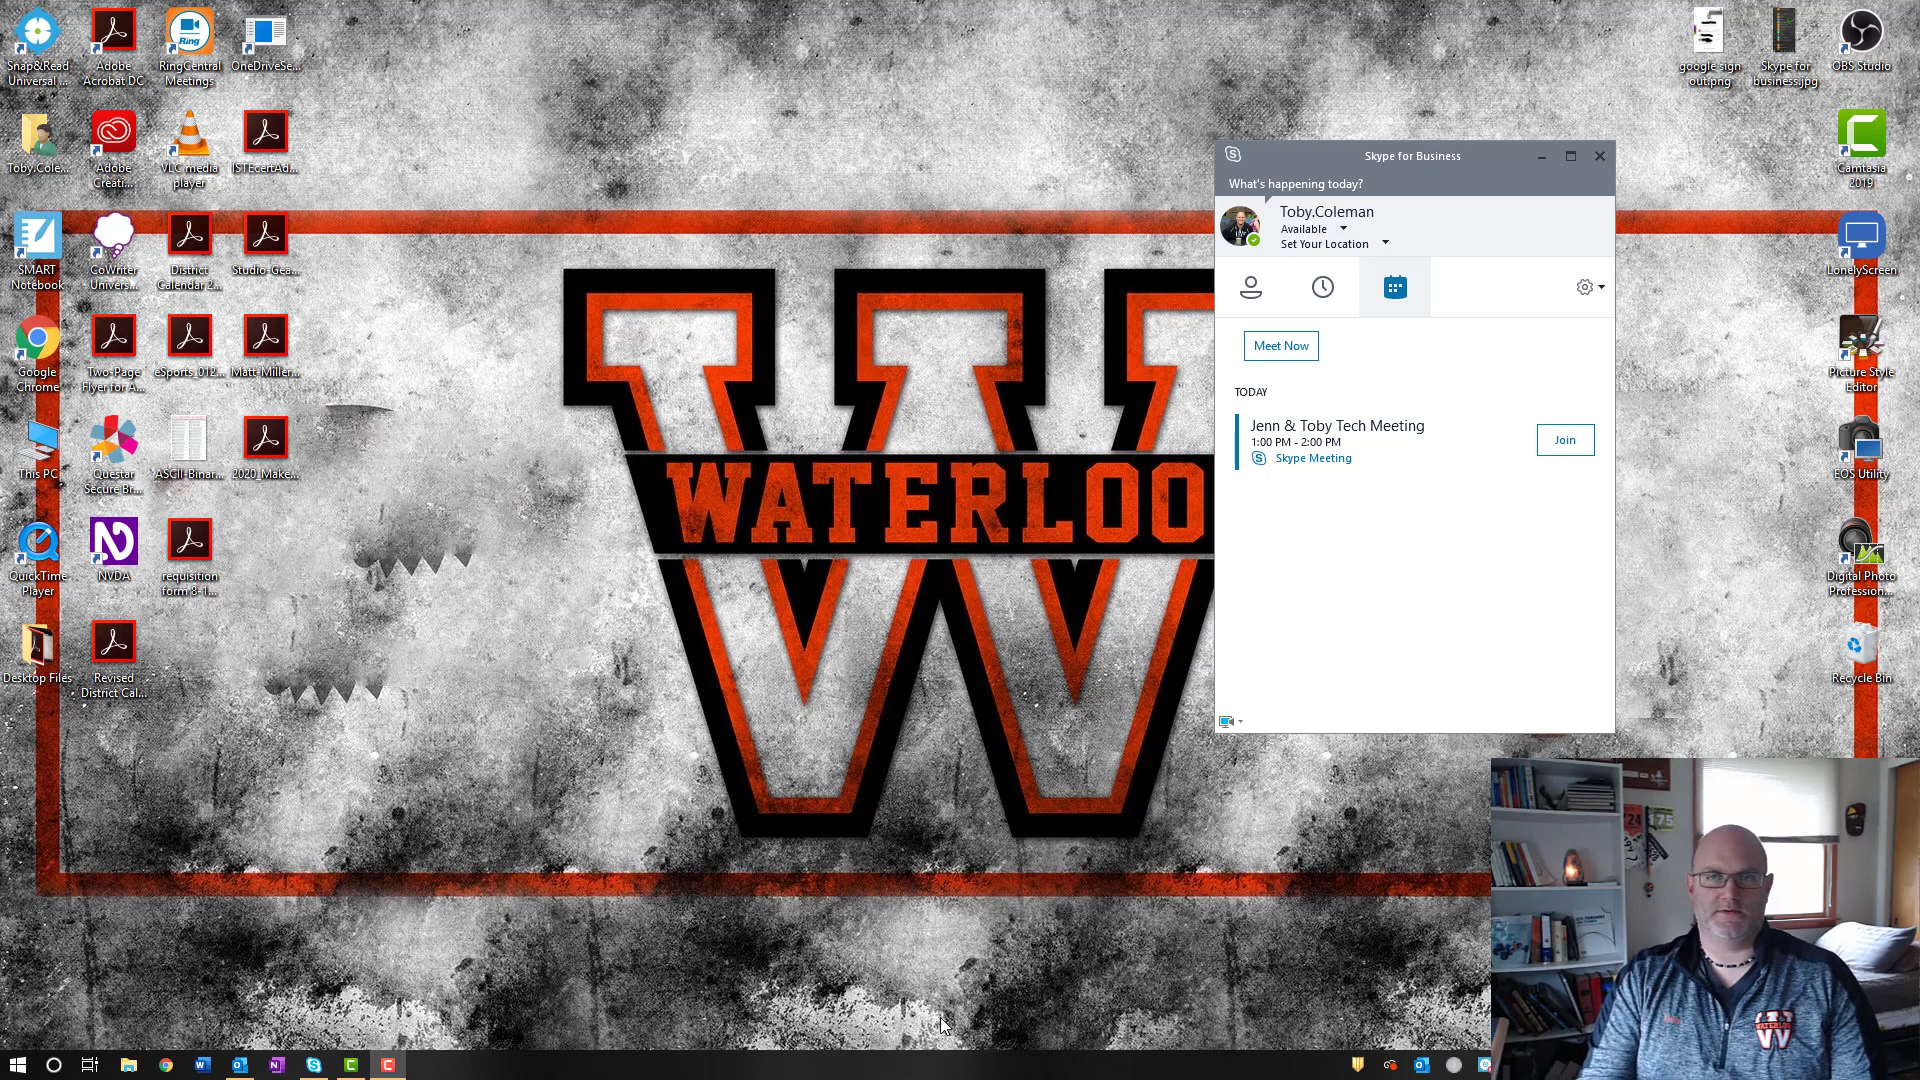 Snap&Read
Universal ...
Adobe
Acrobat DC
Ring
RingCentral
Meetings
OneDriveSe...
google sign
out.png
Skype for
business.jpg
OBS Studio
Toby.Cole...
Adobe
Creati...
VLC media
player
ISTEcertAd...
Camtasia
2019
SMART
Notebook
CoWriter
Univers...
District
Calendar 2...
Studio-Gea...
LonelyScreen
Google
Chrome
Two-Page
Flyer for A...
eSports_012...
Matt-Miller...
Picture Style
Editor
This PC
Questar
Secure Br...
ASCII-Binar...
2020_Make...
EOS Utility
QuickTime
Player
NVDA
requisition
form 8-1...
Digital Photo
Profession...
Desktop Files
Revised
District Cal...
Recycle Bin
WATERLOO
Skype for Business
What's happening today?
Toby.Coleman
Available
Set Your Location
Meet Now
TODAY
Jenn & Toby Tech Meeting
1:00 PM - 2:00 PM
Skype Meeting
Join
175
WATERLOO